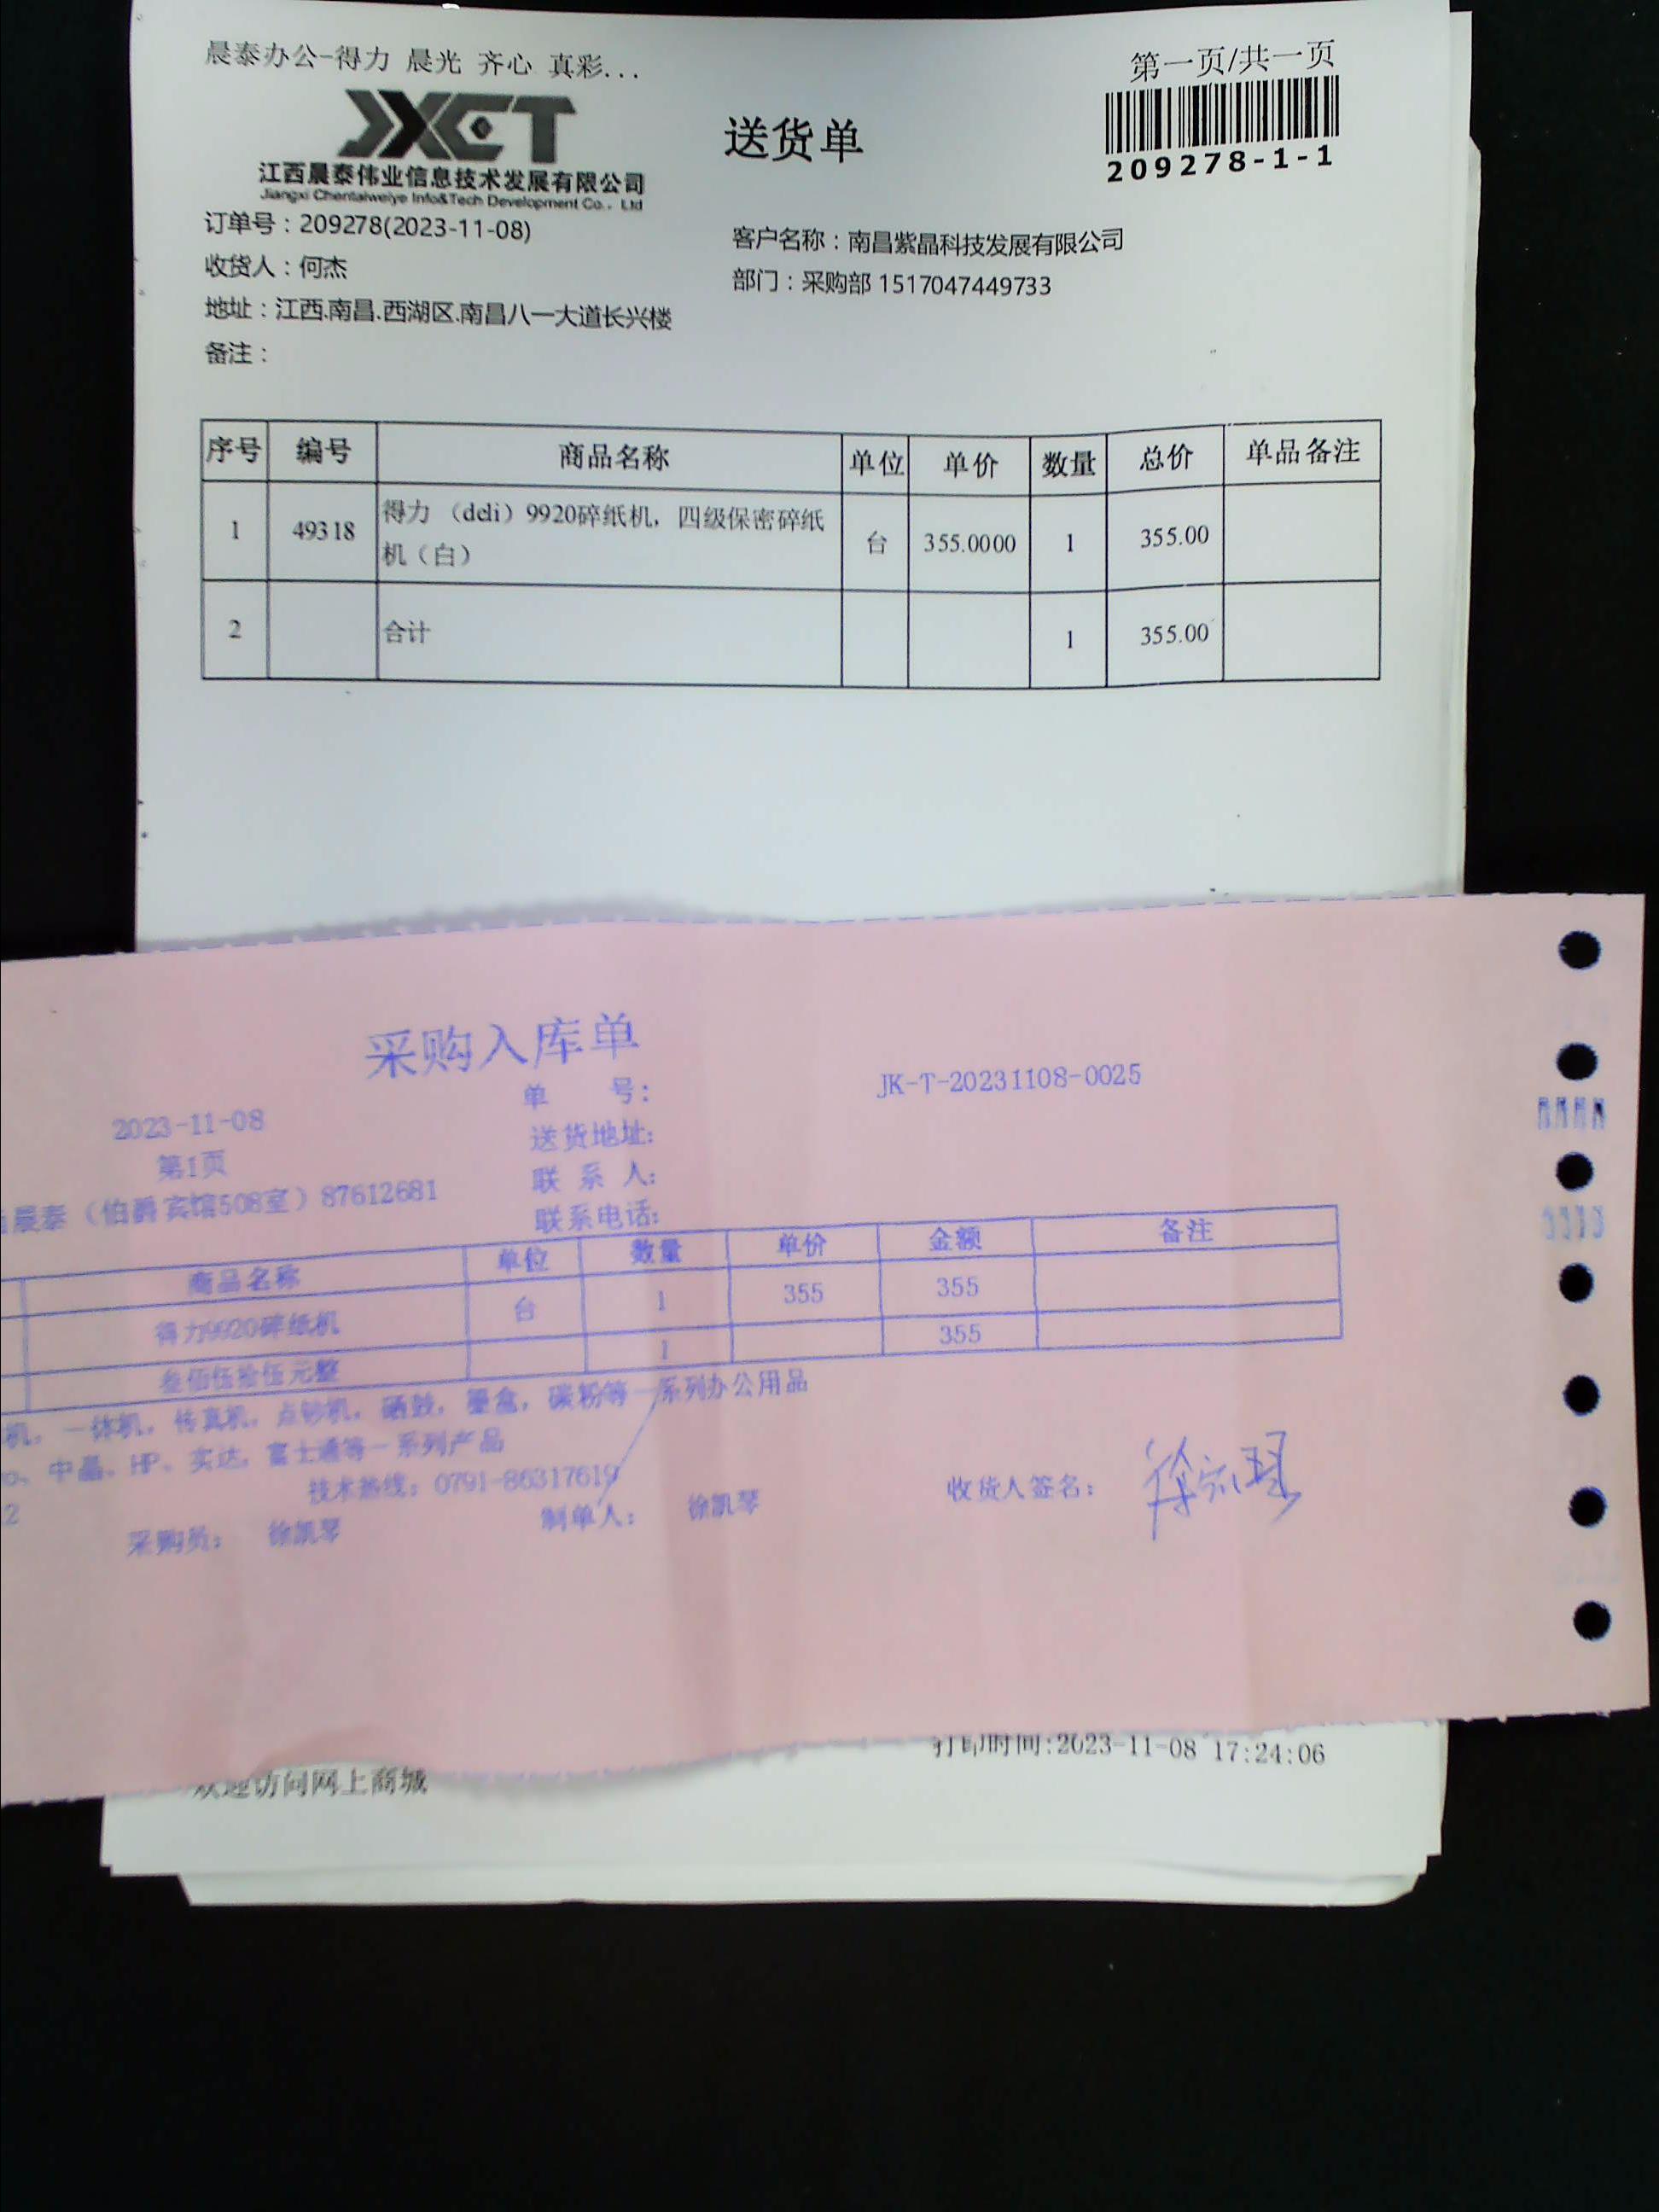 晨泰办公-得力 晨光 齐心 真彩...
第一页/共一页
JXCT
江西晨泰伟业信息技术发展有限公司
Jiangxi Chentaiweiye Info&Tech Development Co., Ltd
送货单
209278-1-1
订单号：209278(2023-11-08)
客户名称：南昌紫晶科技发展有限公司
收货人：何杰
部门：采购部 1517047449733
地址：江西.南昌.西湖区.南昌八一大道长兴楼
备注：
序号 编号 商品名称 单位 单价 数量 总价 单品备注
1 49318 得力 （deli）9920碎纸机，四级保密碎纸机（白） 台 355.0000 1 355.00
2 合计 1 355.00
采购入库单
单 号： JK-T-20231108-0025
2023-11-08
送货地址：
第1页
联 系 人：
晨泰（伯爵宾馆508室）87612681
联系电话：
商品名称 单位 数量 单价 金额 备注
得力9920碎纸机 台 1 355 355
叁佰伍拾伍元整 1 355
机，一体机，传真机，点钞机，硒鼓，墨盒，碳粉等一系列办公用品
、中晶、HP、实达，富士通等一系列产品
技术热线：0791-86317619
2
采购员： 徐凯琴 制单人： 徐凯琴 收货人签名： 徐凯琴
打印时间:2023-11-08 17:24:06
欢迎访问网上商城